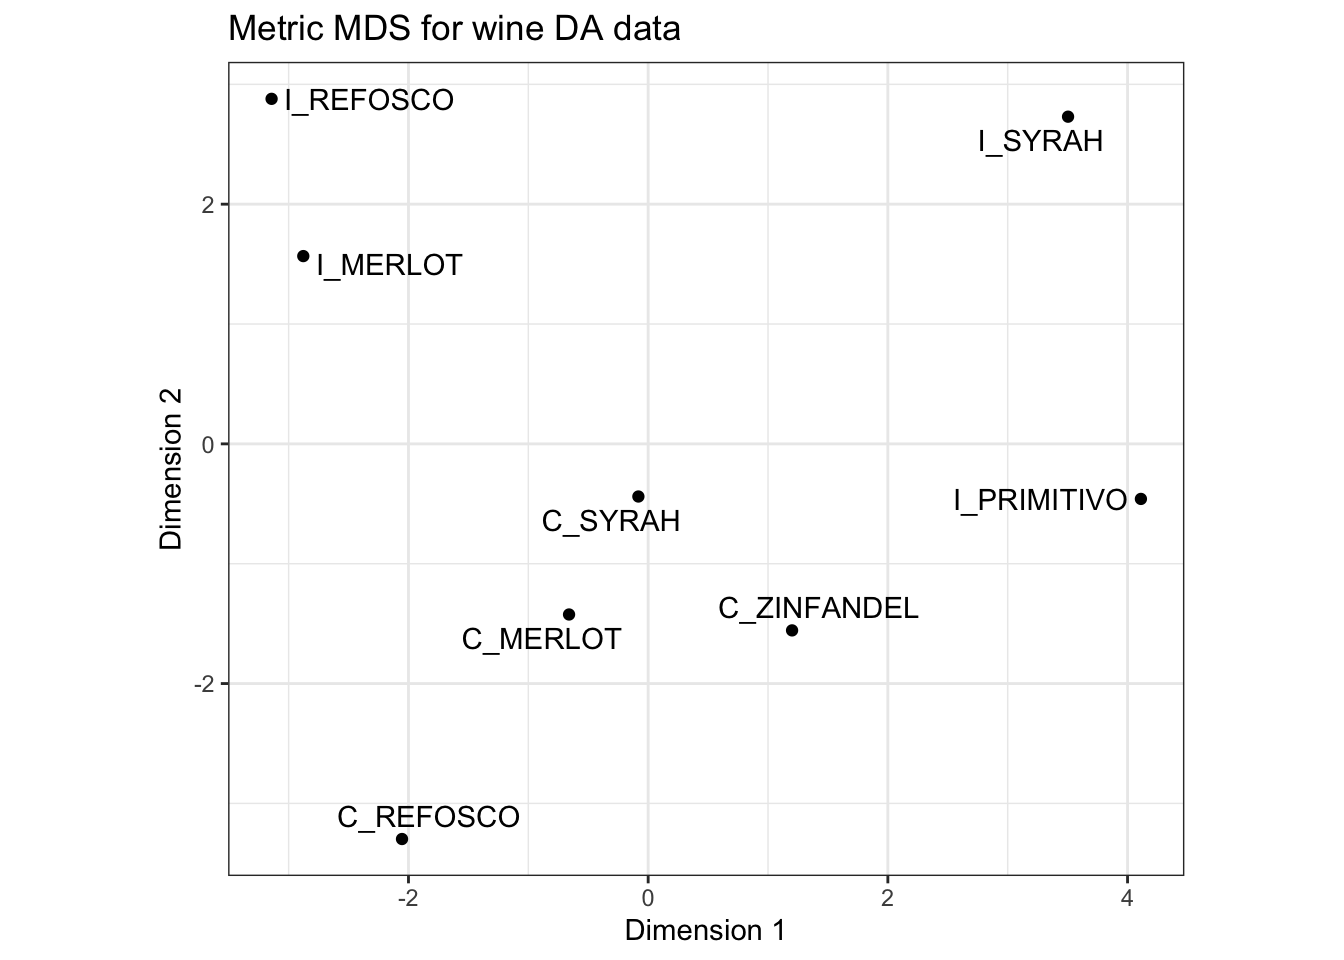 Metric MDS for wine DA data
I_REFOSCO
I_SYRAH
2
I_MERLOT
Dimension 2
0
C_SYRAH
I_PRIMITIVO
C_ZINFANDEL
C_MERLOT
-2
C_REFOSCO
-2
0
2
4
Dimension 1